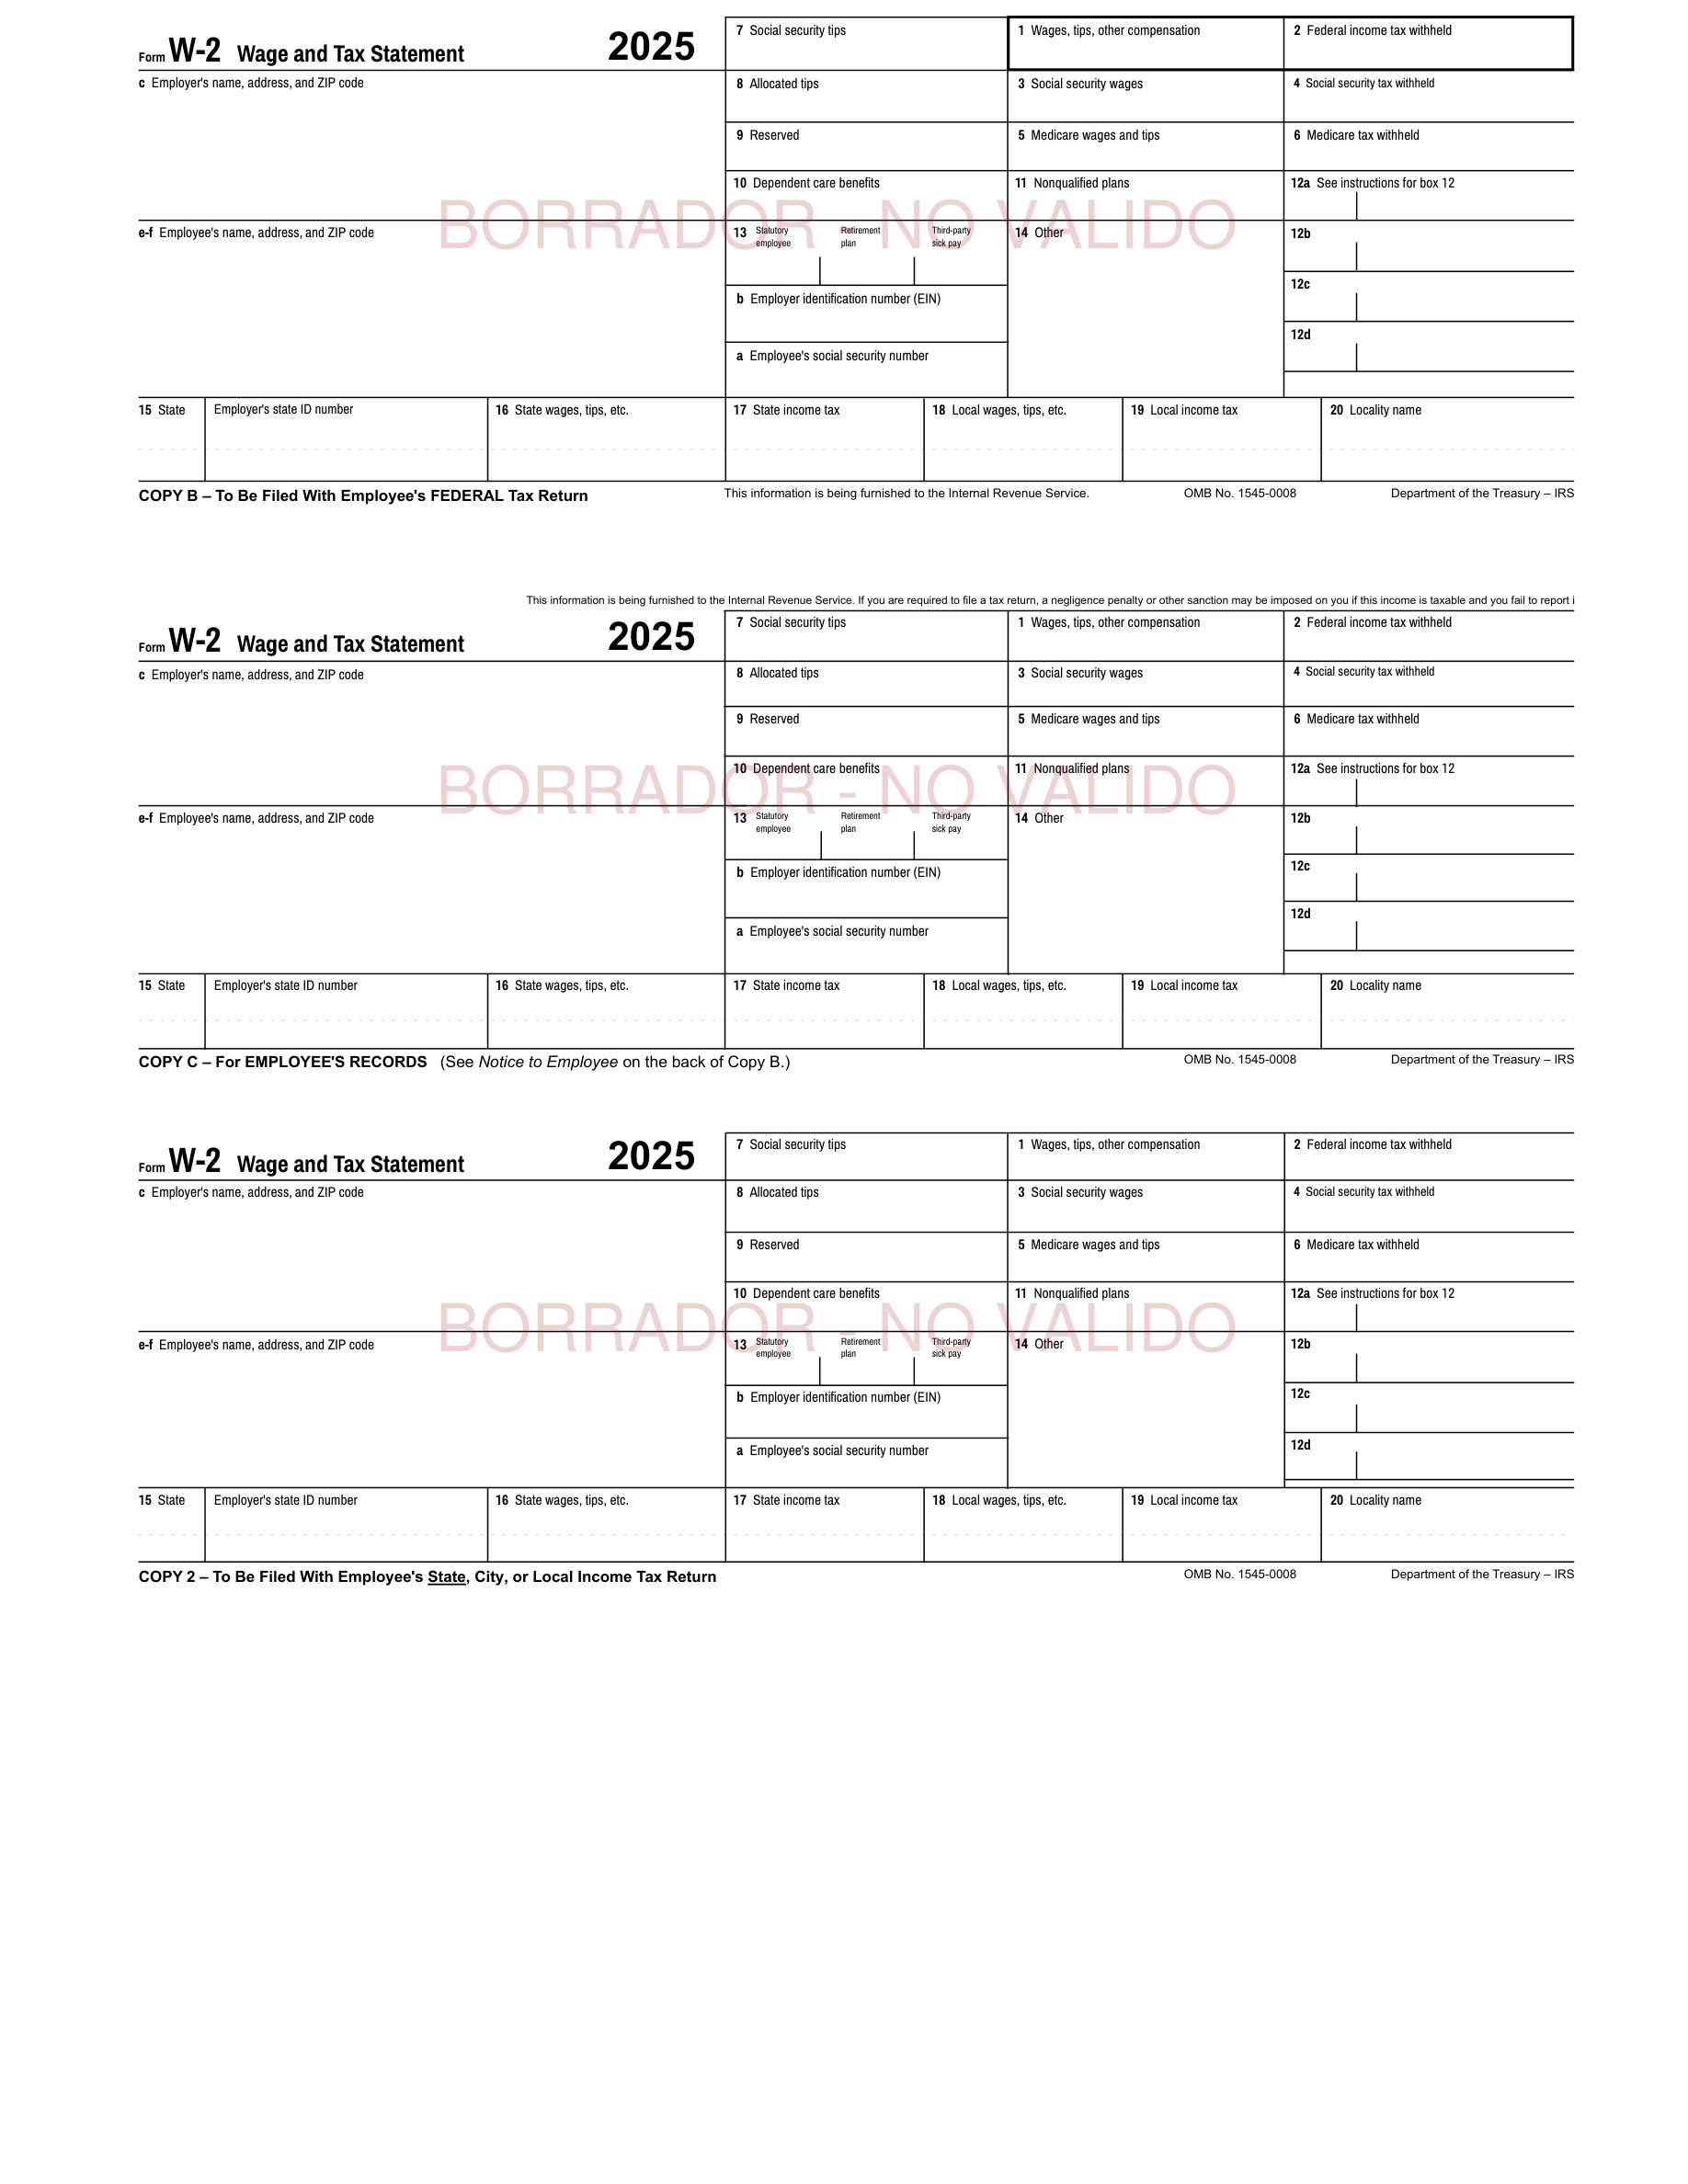 Form W-2 Wage and Tax Statement 2025
7 Social security tips
1 Wages, tips, other compensation
2 Federal income tax withheld
c Employer's name, address, and ZIP code
8 Allocated tips
3 Social security wages
4 Social security tax withheld
9 Reserved
5 Medicare wages and tips
6 Medicare tax withheld
10 Dependent care benefits
11 Nonqualified plans
12a See instructions for box 12
BORRADOR - NO VALIDO
e-f Employee's name, address, and ZIP code
13 Statutory employee
Retirement plan
Third-party sick pay
14 Other
12b
12c
b Employer identification number (EIN)
12d
a Employee's social security number
15 State
Employer's state ID number
16 State wages, tips, etc.
17 State income tax
18 Local wages, tips, etc.
19 Local income tax
20 Locality name
COPY B – To Be Filed With Employee's FEDERAL Tax Return
This information is being furnished to the Internal Revenue Service.
OMB No. 1545-0008
Department of the Treasury – IRS
This information is being furnished to the Internal Revenue Service. If you are required to file a tax return, a negligence penalty or other sanction may be imposed on you if this income is taxable and you fail to report i
Form W-2 Wage and Tax Statement 2025
7 Social security tips
1 Wages, tips, other compensation
2 Federal income tax withheld
c Employer's name, address, and ZIP code
8 Allocated tips
3 Social security wages
4 Social security tax withheld
9 Reserved
5 Medicare wages and tips
6 Medicare tax withheld
10 Dependent care benefits
11 Nonqualified plans
12a See instructions for box 12
BORRADOR - NO VALIDO
e-f Employee's name, address, and ZIP code
13 Statutory employee
Retirement plan
Third-party sick pay
14 Other
12b
12c
b Employer identification number (EIN)
12d
a Employee's social security number
15 State
Employer's state ID number
16 State wages, tips, etc.
17 State income tax
18 Local wages, tips, etc.
19 Local income tax
20 Locality name
COPY C – For EMPLOYEE'S RECORDS (See Notice to Employee on the back of Copy B.)
OMB No. 1545-0008
Department of the Treasury – IRS
Form W-2 Wage and Tax Statement 2025
7 Social security tips
1 Wages, tips, other compensation
2 Federal income tax withheld
c Employer's name, address, and ZIP code
8 Allocated tips
3 Social security wages
4 Social security tax withheld
9 Reserved
5 Medicare wages and tips
6 Medicare tax withheld
10 Dependent care benefits
11 Nonqualified plans
12a See instructions for box 12
BORRADOR - NO VALIDO
e-f Employee's name, address, and ZIP code
13 Statutory employee
Retirement plan
Third-party sick pay
14 Other
12b
12c
b Employer identification number (EIN)
12d
a Employee's social security number
15 State
Employer's state ID number
16 State wages, tips, etc.
17 State income tax
18 Local wages, tips, etc.
19 Local income tax
20 Locality name
COPY 2 – To Be Filed With Employee's State, City, or Local Income Tax Return
OMB No. 1545-0008
Department of the Treasury – IRS